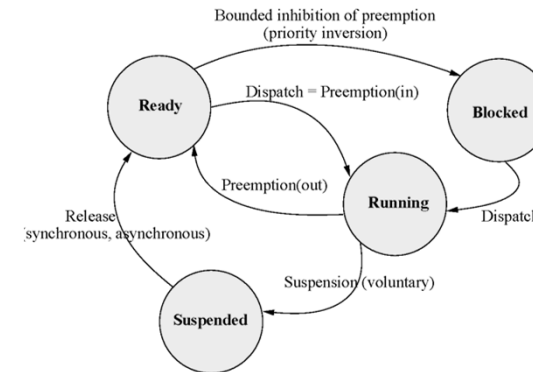 Bounded inhibition of preemption
(priority inversion)
Ready
Dispatch = Preemption(in)
Blocked
Preemption(out)
Running
Release
(synchronous, asynchronous)
Dispatch
Suspension (voluntary)
Suspended